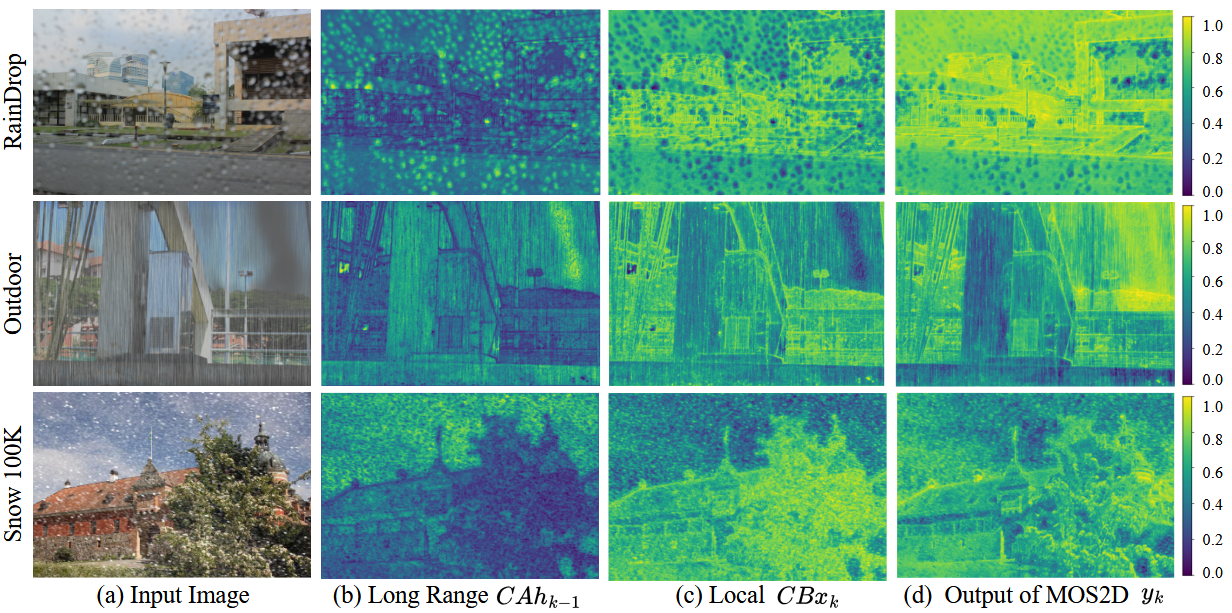 RainDrop
1.0
0.8
0.6
0.4
0.2
0.0
Outdoor
1.0
0.8
0.6
0.4
0.2
0.0
Snow 100K
1.0
0.8
0.6
0.4
0.2
0.0
(a) Input Image
(b) Long Range $CAh_{k-1}$
(c) Local $CBx_k$
(d) Output of MOS2D $y_k$